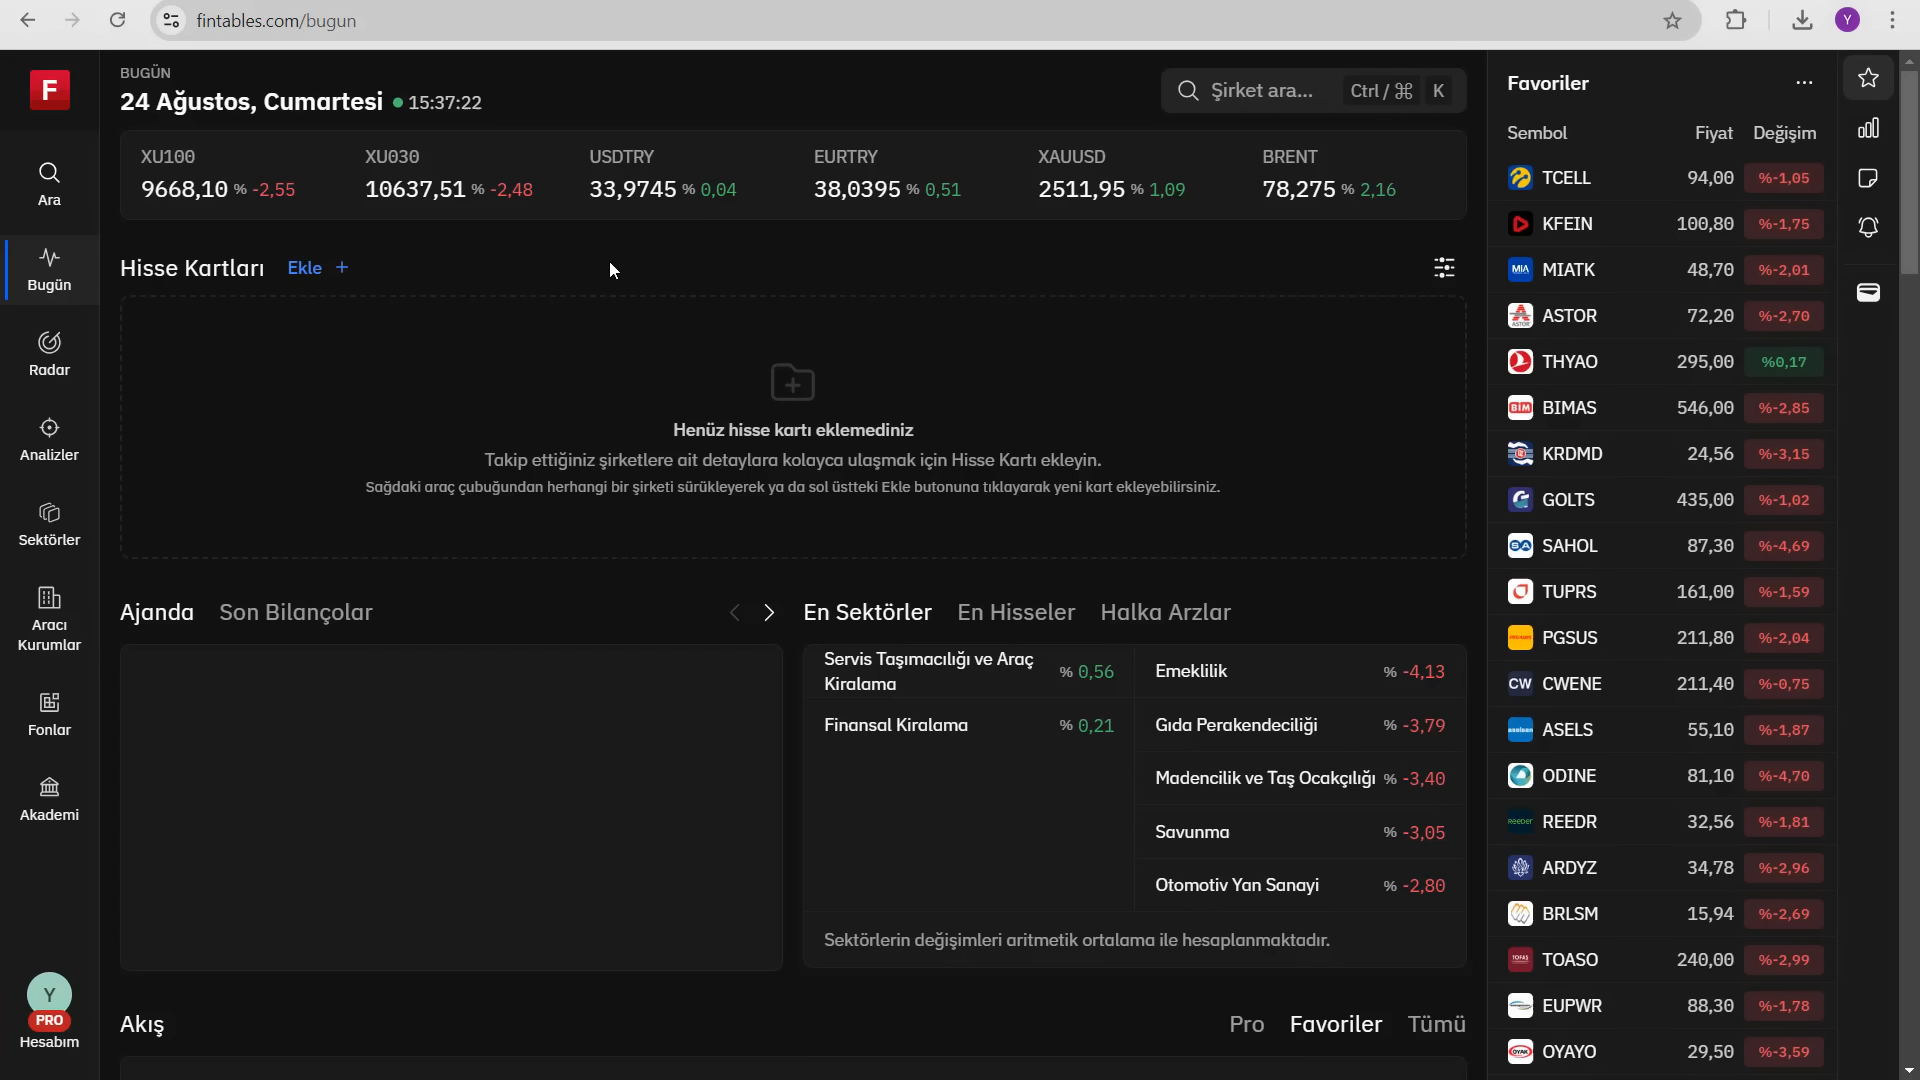 fintables.com/bugun
Y
F
Ara
Bugün
Radar
Analizler
Sektörler
Aracı
Kurumlar
Fonlar
Akademi
Y
PRO
Hesabım
BUGÜN
24 Ağustos, Cumartesi 15:37:22
Şirket ara... Ctrl / ⌘ K
XU100 XU030 USDTRY EURTRY XAUUSD BRENT
9668,10 % -2,55 10637,51 % -2,48 33,9745 % 0,04 38,0395 % 0,51 2511,95 % 1,09 78,275 % 2,16
Hisse Kartları Ekle +
Henüz hisse kartı eklemediniz
Takip ettiğiniz şirketlere ait detaylara kolayca ulaşmak için Hisse Kartı ekleyin.
Sağdaki araç çubuğundan herhangi bir şirketi sürükleyerek ya da sol üstteki Ekle butonuna tıklayarak yeni kart ekleyebilirsiniz.
Ajanda Son Bilançolar
En Sektörler En Hisseler Halka Arzlar
Servis Taşımacılığı ve Araç
Kiralama % 0,56
Finansal Kiralama % 0,21
Emeklilik % -4,13
Gıda Perakendeciliği % -3,79
Madencilik ve Taş Ocakçılığı % -3,40
Savunma % -3,05
Otomotiv Yan Sanayi % -2,80
Sektörlerin değişimleri aritmetik ortalama ile hesaplanmaktadır.
Akış
Pro Favoriler Tümü
Favoriler ...
Sembol Fiyat Değişim
TCELL 94,00 %-1,05
KFEIN 100,80 %-1,75
MIA MIATK 48,70 %-2,01
ASTOR ASTOR 72,20 %-2,70
THYAO 295,00 %0,17
BIM BIMAS 546,00 %-2,85
KRDMD 24,56 %-3,15
GOLTS 435,00 %-1,02
SA SAHOL 87,30 %-4,69
TUPRS 161,00 %-1,59
PGSUS 211,80 %-2,04
CW CWENE 211,40 %-0,75
aselsan ASELS 55,10 %-1,87
ODINE 81,10 %-4,70
Reeder REEDR 32,56 %-1,81
ARDYZ 34,78 %-2,96
BRLSM 15,94 %-2,69
TOFAS TOASO 240,00 %-2,99
EUPWR 88,30 %-1,78
OYAK OYAYO 29,50 %-3,59